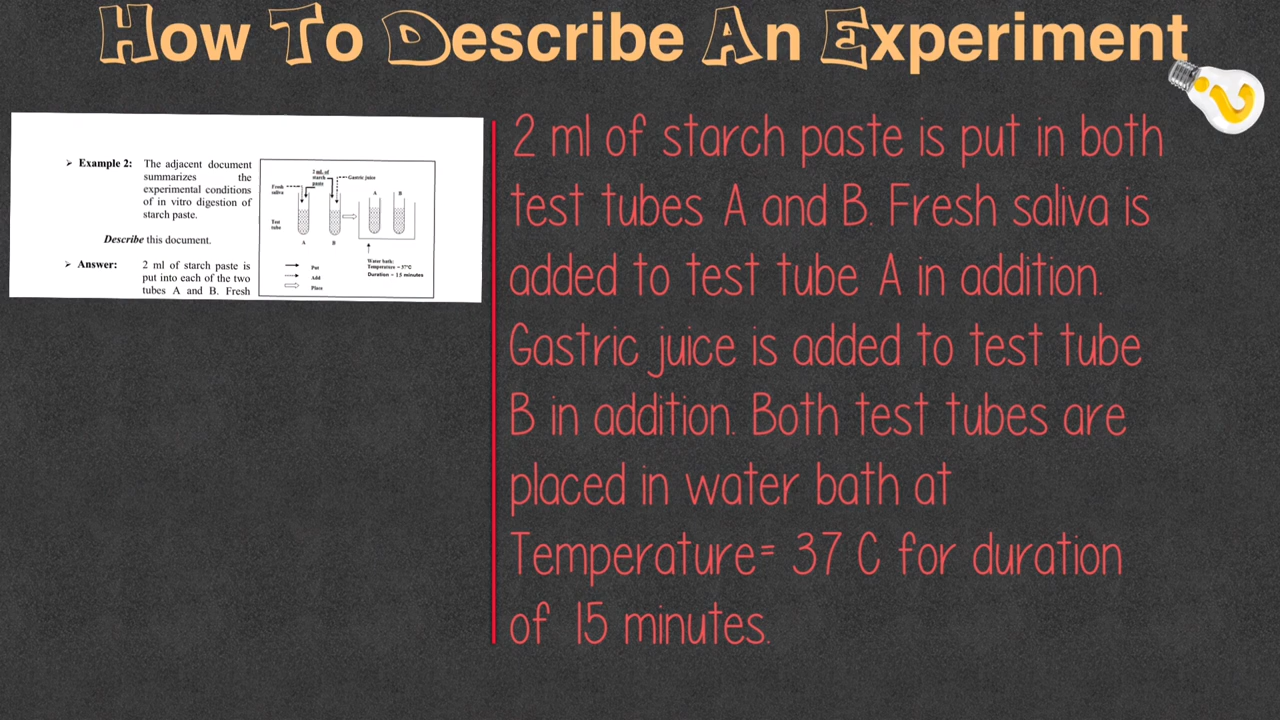 How To Describe An Experiment
➢ Example 2: The adjacent document
summarizes the
experimental conditions
of in vitro digestion of
starch paste.
Describe this document.
➢ Answer: 2 ml of starch paste is
put into each of the two
tubes A and B. Fresh
2 mL of
starch
paste
Gastric juice
Fresh
saliva
A B
Test
tube
A B
Water bath:
Temperature = 37°C
Duration = 15 minutes
Put
Add
Place
2 ml of starch paste is put in both
test tubes A and B. Fresh saliva is
added to test tube A in addition.
Gastric juice is added to test tube
B in addition. Both test tubes are
placed in water bath at
Temperature= 37 C for duration
of 15 minutes.